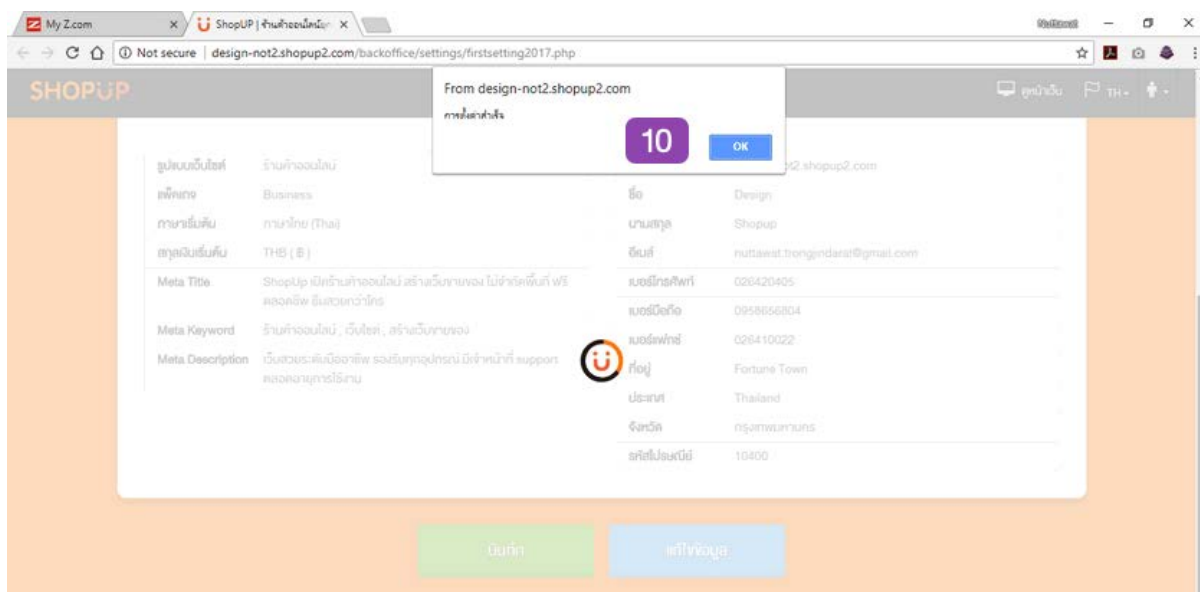 My Z.com
ShopUP | ร้านค้าออนไลน์
Not secure | design-not2.shopup2.com/backoffice/settings/firstsetting2017.php
SHOPUP
ดูหน้าเว็บ TH
From design-not2.shopup2.com
การตั้งค่าสำเร็จ
10
OK
รูปแบบเว็บไซต์ ร้านค้าออนไลน์
แพ็คเกจ Business
ภาษาเริ่มต้น ภาษาไทย (Thai)
สกุลเงินเริ่มต้น THB ( ฿ )
Meta Title ShopUp เปิดร้านค้าออนไลน์ สร้างเว็บขายของ ไม่จำกัดพื้นที่ ฟรี
ตลอดชีพ ธีมสวยกว่าใคร
Meta Keyword ร้านค้าออนไลน์ , เว็บไซต์ , สร้างเว็บขายของ
Meta Description เว็บสวยระดับมืออาชีพ รองรับทุกอุปกรณ์ มีเจ้าหน้าที่ support
ตลอดอายุการใช้งาน
shopup2.com
ชื่อ Design
นามสกุล Shopup
อีเมล์ nuttawat.trongjindarat@gmail.com
เบอร์โทรศัพท์ 026420405
เบอร์มือถือ 0958656804
เบอร์แฟกซ์ 026410022
ที่อยู่ Fortune Town
ประเทศ Thailand
จังหวัด กรุงเทพมหานคร
รหัสไปรษณีย์ 10400
บันทึก แก้ไขข้อมูล